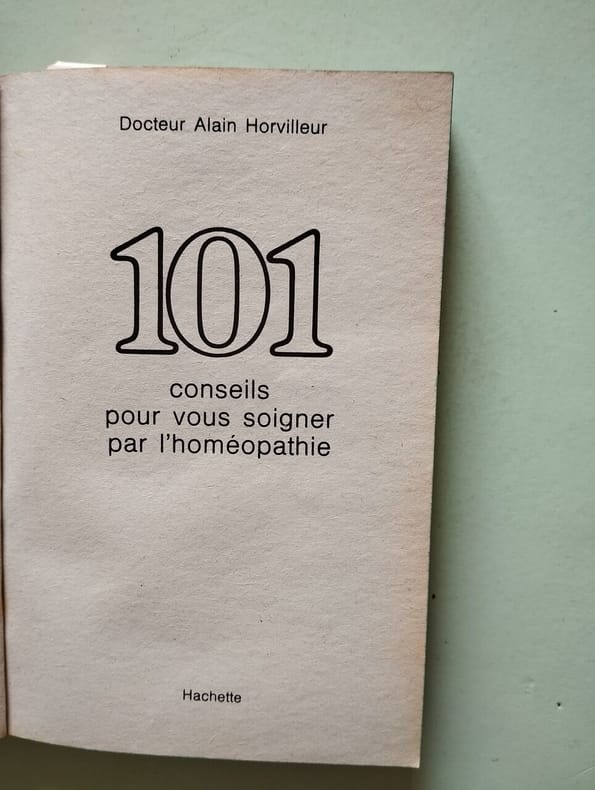 Docteur Alain Horvilleur
101
conseils
pour vous soigner
par l'homéopathie
Hachette